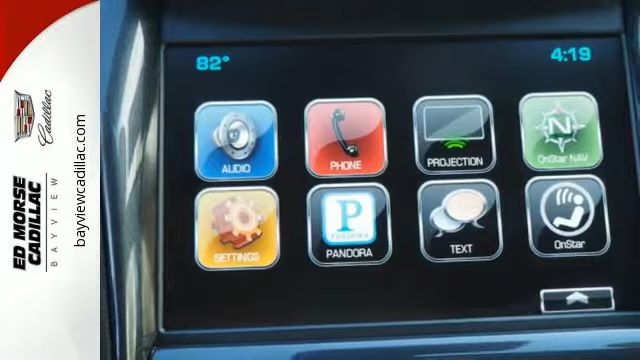 Cadillac
ED MORSE
CADILLAC
BAYVIEW
bayviewcadillac.com
82°
4:19
AUDIO
PHONE
PROJECTION
N
OnStar NAV
SETTINGS
P
PANDORA
PANDORA
TEXT
OnStar